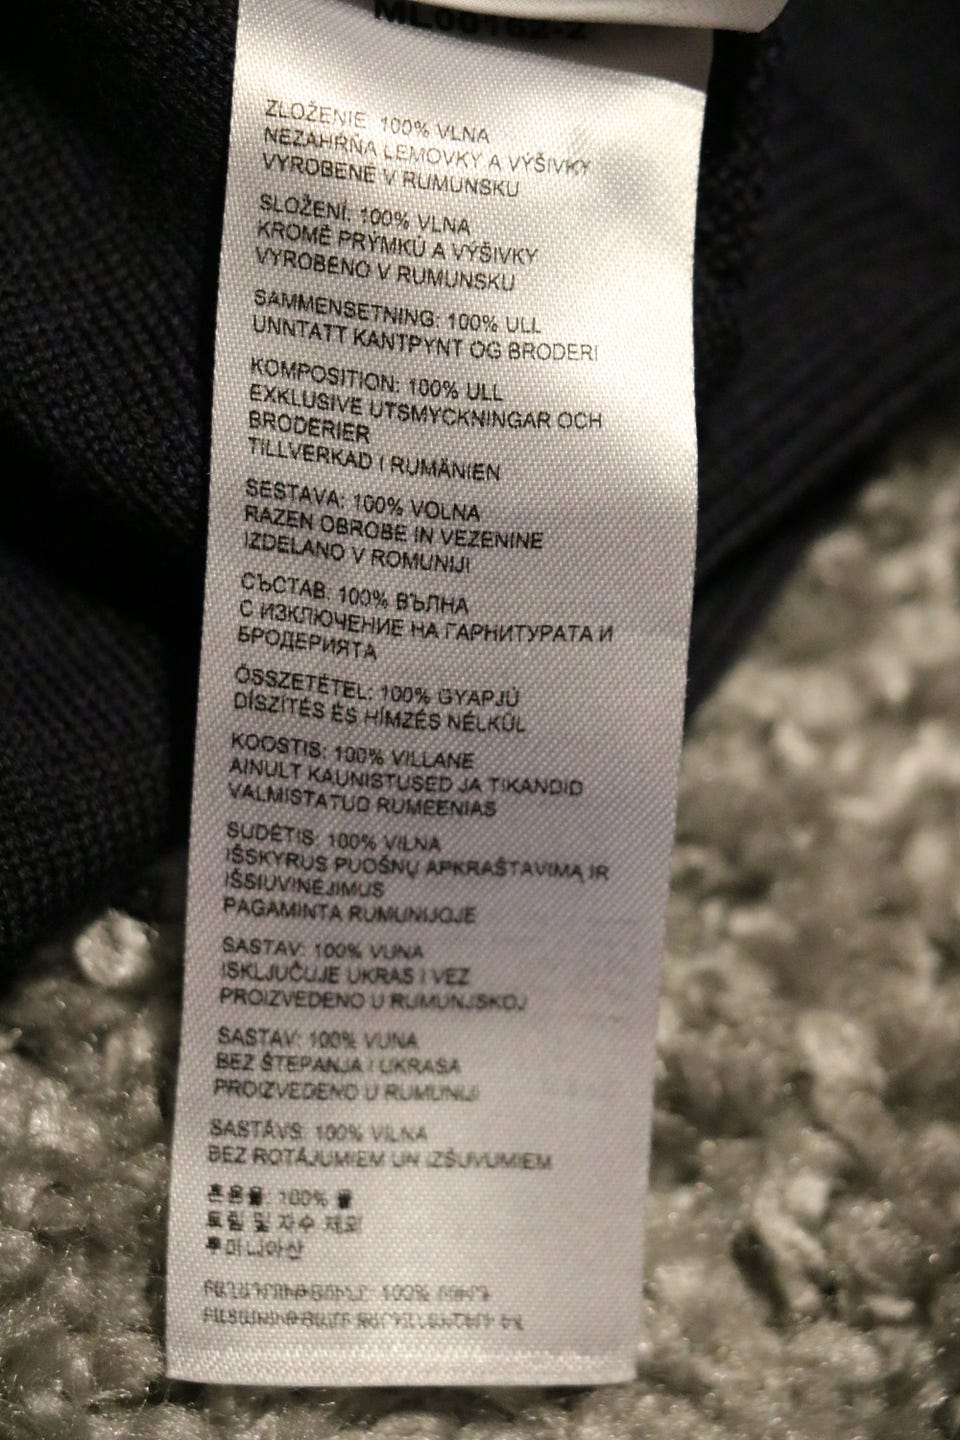 ML00162-2
ZLOŽENIE: 100% VLNA
NEZAHŔŇA LEMOVKY A VÝŠIVKY
VYROBENÉ V RUMUNSKU
SLOŽENÍ: 100% VLNA
KROMĚ PRÝMKŮ A VÝŠIVKY
VYROBENO V RUMUNSKU
SAMMENSETNING: 100% ULL
UNNTATT KANTPYNT OG BRODERI
KOMPOSITION: 100% ULL
EXKLUSIVE UTSMYCKNINGAR OCH
BRODERIER
TILLVERKAD I RUMÄNIEN
SESTAVA: 100% VOLNA
RAZEN OBROBE IN VEZENINE
IZDELANO V ROMUNIJI
СЪСТАВ: 100% ВЪЛНА
С ИЗКЛЮЧЕНИЕ НА ГАРНИТУРАТА И
БРОДЕРИЯТА
ÖSSZETÉTEL: 100% GYAPJÚ
DÍSZÍTÉS ÉS HÍMZÉS NÉLKÜL
KOOSTIS: 100% VILLANE
AINULT KAUNISTUSED JA TIKANDID
VALMISTATUD RUMEENIAS
SUDĖTIS: 100% VILNA
IŠSKYRUS PUOŠNŲ APKRAŠTAVIMĄ IR
IŠSIUVINĖJIMUS
PAGAMINTA RUMUNIJOJE
SASTAV: 100% VUNA
ISKLJUČUJE UKRAS I VEZ
PROIZVEDENO U RUMUNJSKOJ
SASTAV: 100% VUNA
BEZ ŠTEPANJA I UKRASA
PROIZVEDENO U RUMUNIJI
SASTĀVS: 100% VILNA
BEZ ROTĀJUMIEM UN IZŠUVUMIEM
혼용율: 100% 울
트림 및 자수 제외
루마니아산
100%